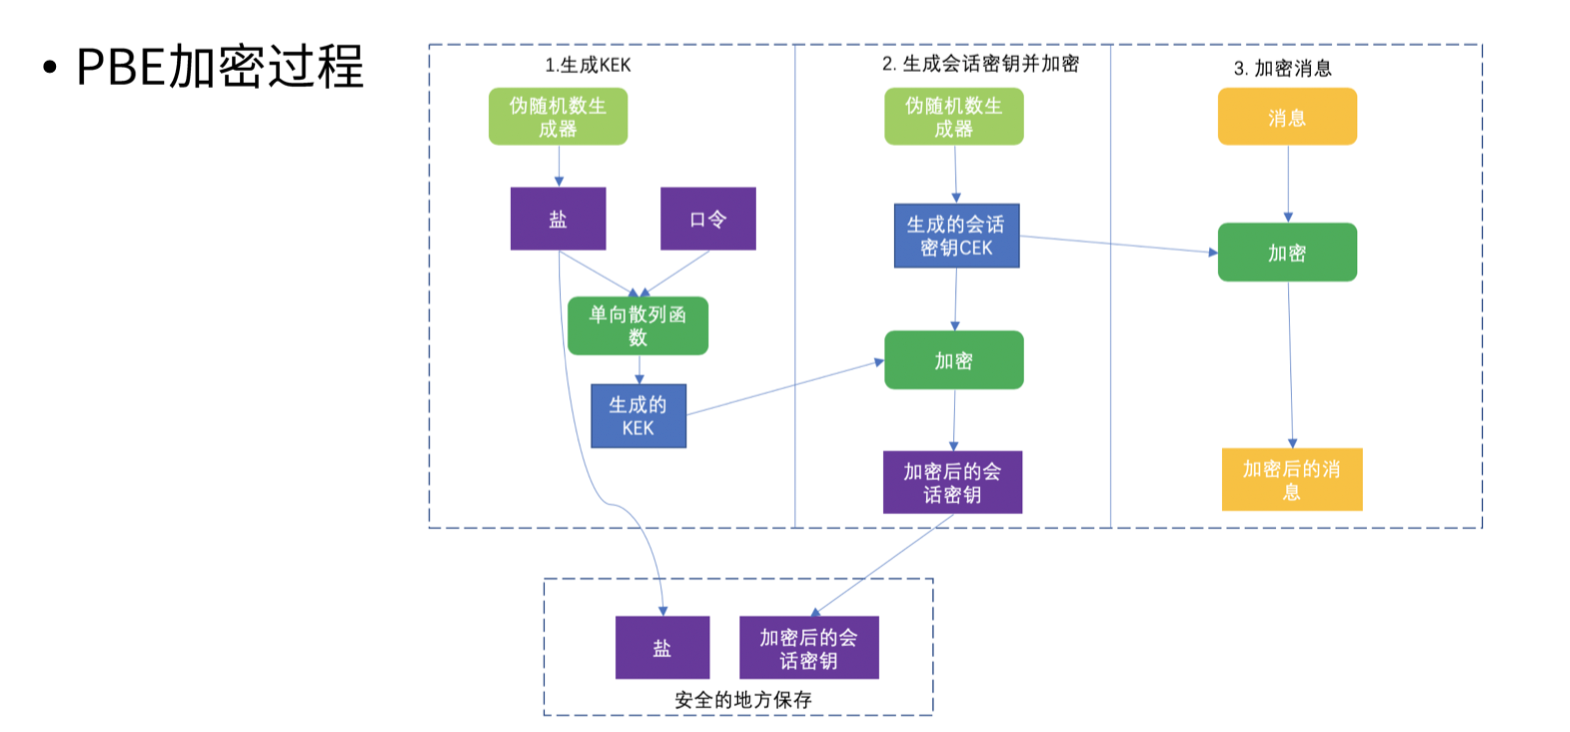 • PBE加密过程
1.生成KEK
伪随机数生
成器
盐
口令
单向散列函
数
生成的
KEK
2. 生成会话密钥并加密
伪随机数生
成器
生成的会话
密钥CEK
加密
加密后的会
话密钥
3. 加密消息
消息
加密
加密后的消
息
盐
加密后的会
话密钥
安全的地方保存